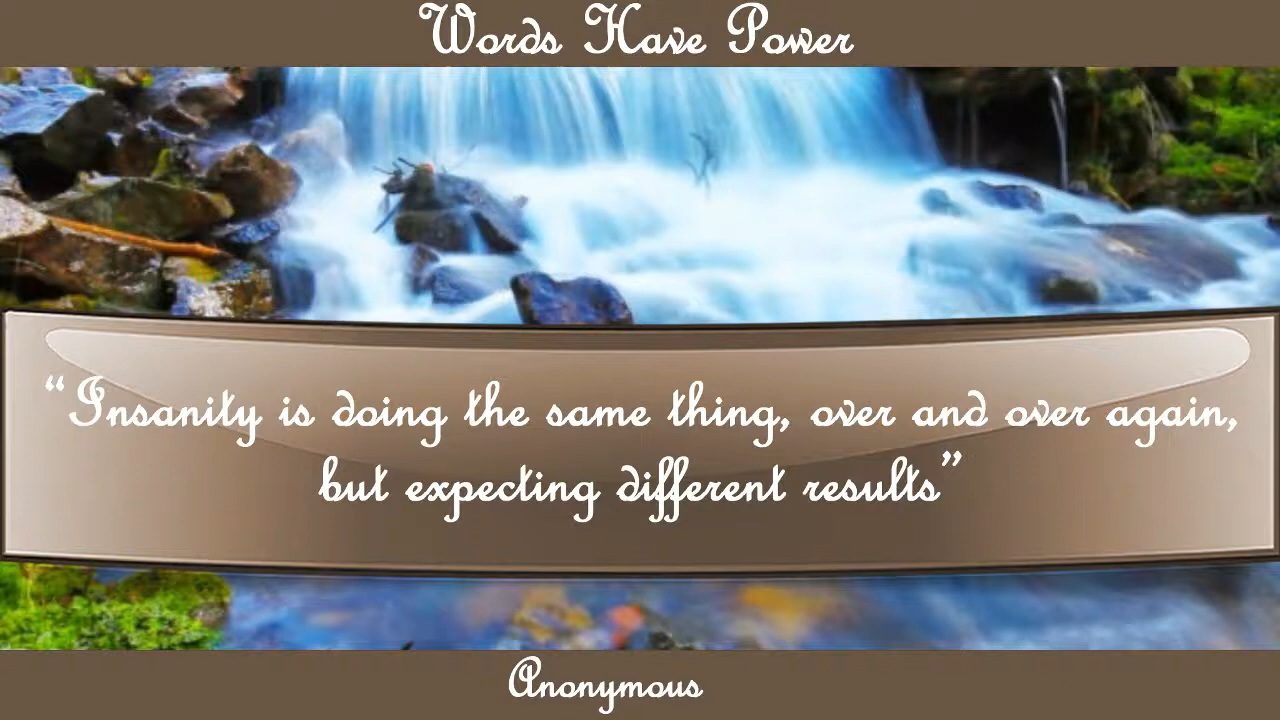 Words Have Power
“Insanity is doing the same thing, over and over again,
but expecting different results”
Anonymous